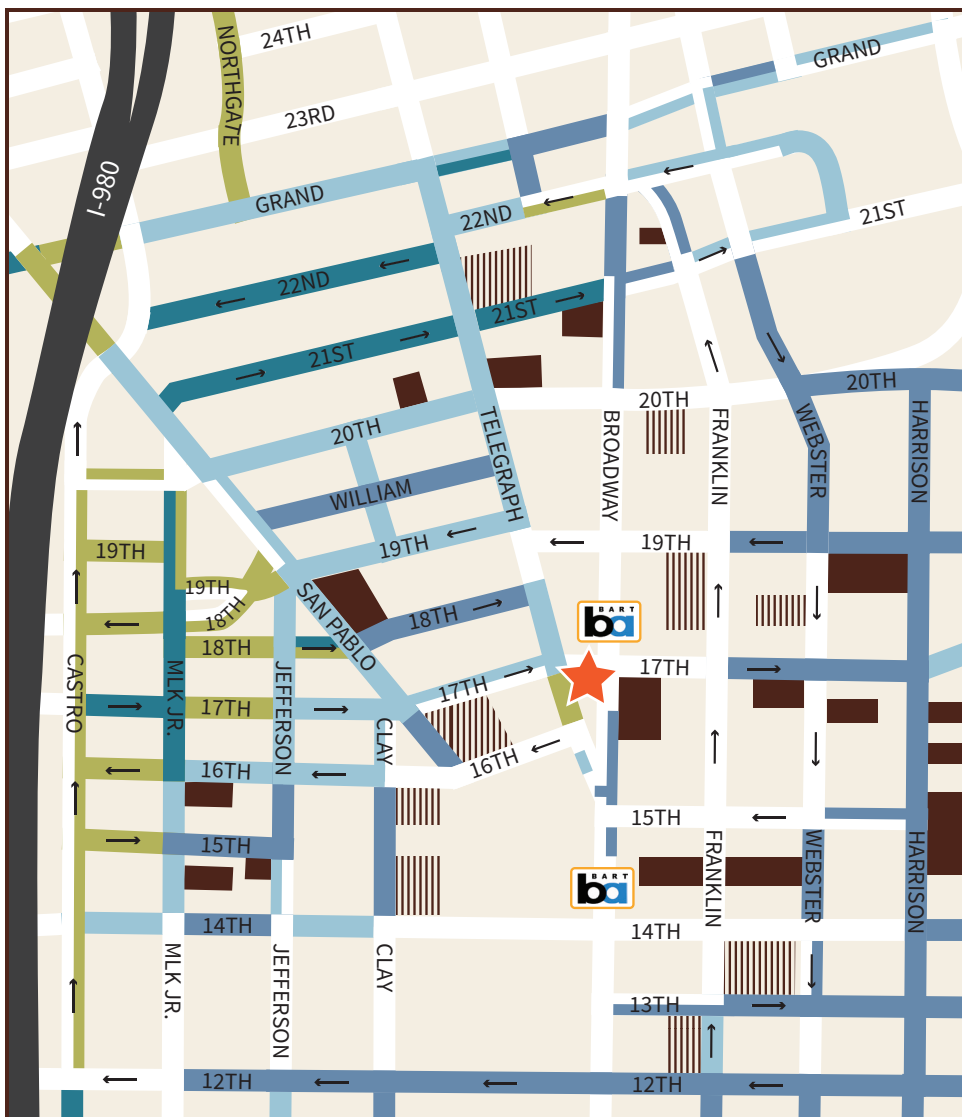 24TH
NORTHGATE
GRAND
23RD
I-980
GRAND
22ND
21ST
22ND
21ST
21ST
20TH
20TH
20TH
TELEGRAPH
BROADWAY
FRANKLIN
WEBSTER
HARRISON
WILLIAM
19TH
19TH
19TH
19TH
18TH
SAN PABLO
18TH
18TH
BART
ba
CASTRO
MLK JR.
JEFFERSON
17TH
17TH
17TH
CLAY
16TH
16TH
15TH
15TH
FRANKLIN
WEBSTER
HARRISON
BART
ba
14TH
14TH
MLK JR.
JEFFERSON
CLAY
13TH
12TH
12TH